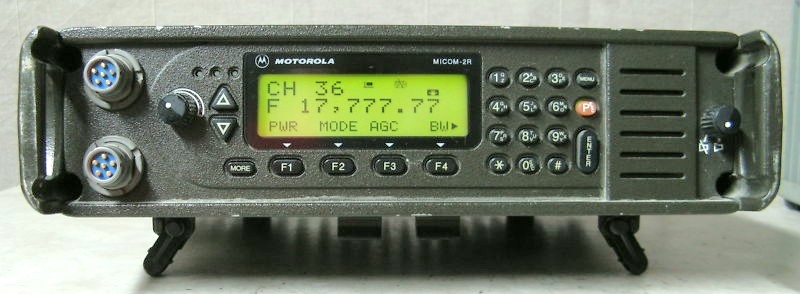 MOTOROLA MICOM-2R
CH 36
F 17,777.77
PWR MODE AGC BW▸
MORE F1 F2 F3 F4
1 2 3 MENU
4 5 6
7 8 9 ENTER
* 0 #